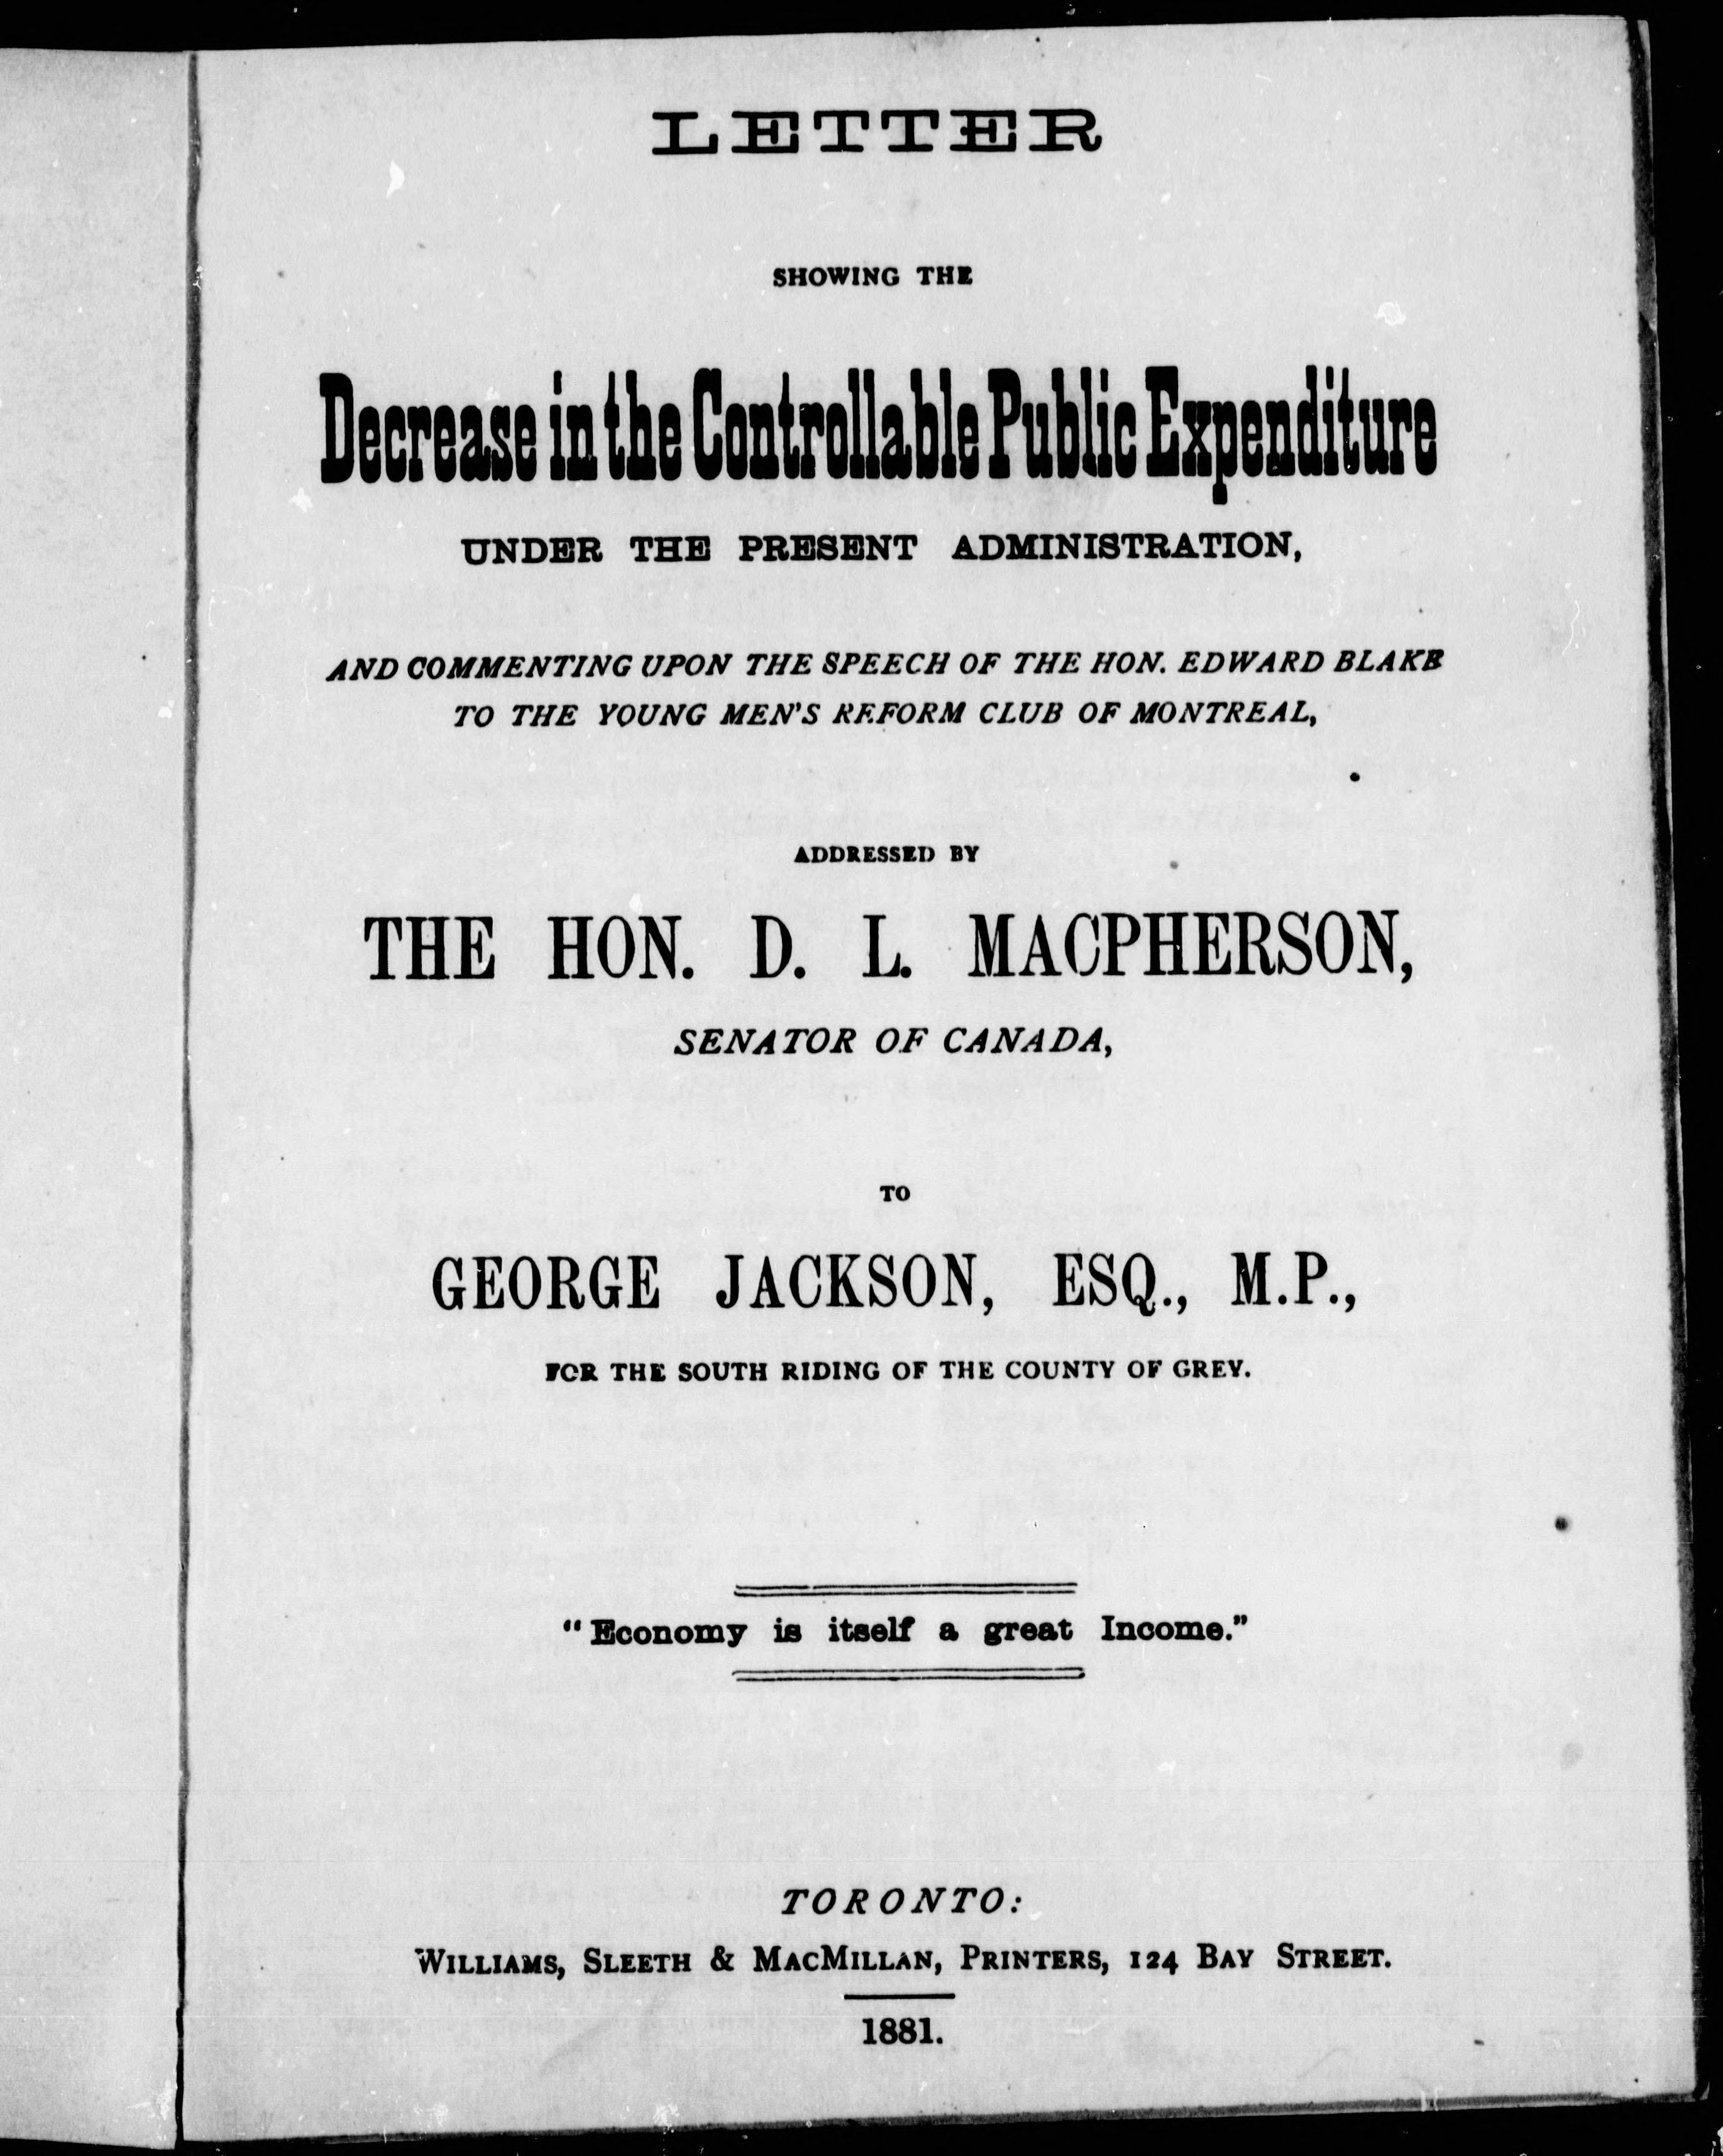 LETTER
SHOWING THE
Decrease in the Controllable Public Expenditure
UNDER THE PRESENT ADMINISTRATION,
AND COMMENTING UPON THE SPEECH OF THE HON. EDWARD BLAKE
TO THE YOUNG MEN'S REFORM CLUB OF MONTREAL,
ADDRESSED BY
THE HON. D. L. MACPHERSON,
SENATOR OF CANADA,
TO
GEORGE JACKSON, ESQ., M.P.,
FOR THE SOUTH RIDING OF THE COUNTY OF GREY.
"Economy is itself a great Income."
TORONTO:
WILLIAMS, SLEETH & MACMILLAN, PRINTERS, 124 BAY STREET.
1881.